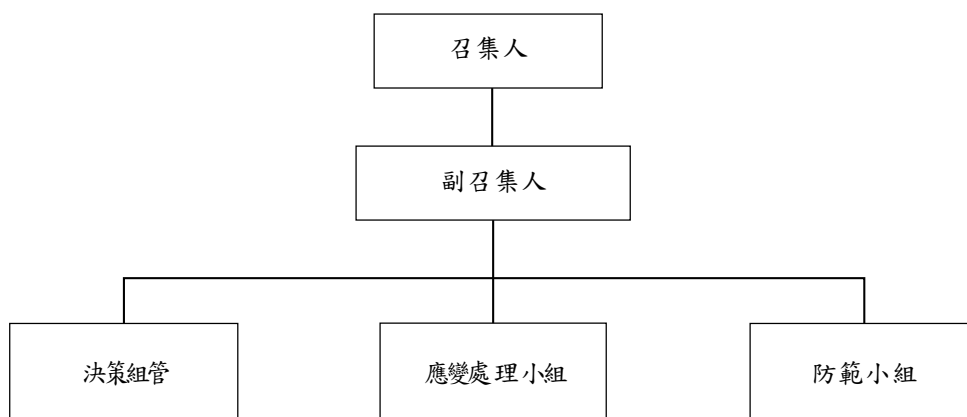 召集人
副召集人
決策組管
應變處理小組
防範小組